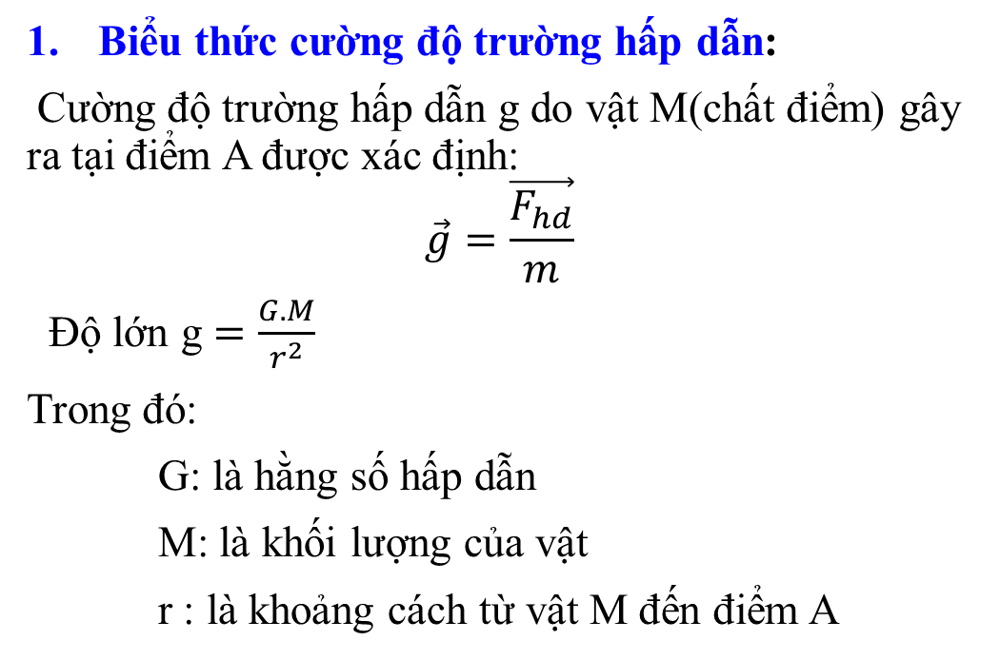 1. Biểu thức cường độ trường hấp dẫn:
Cường độ trường hấp dẫn g do vật M(chất điểm) gây
ra tại điểm A được xác định:
$\vec{g} = \frac{\overrightarrow{F_{hd}}}{m}$
Độ lớn g = $\frac{G.M}{r^2}$
Trong đó:
G: là hằng số hấp dẫn
M: là khối lượng của vật
r : là khoảng cách từ vật M đến điểm A